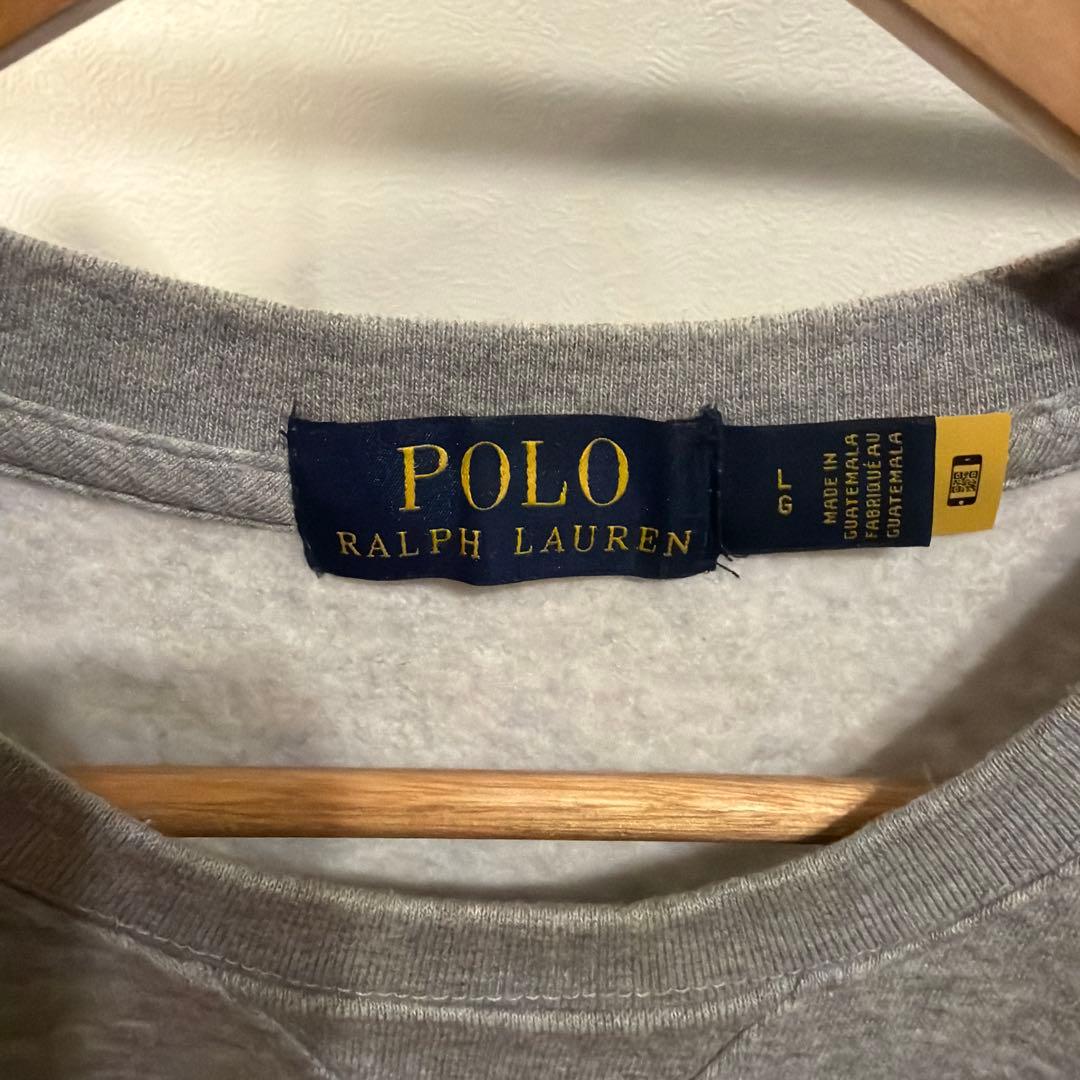 POLO
RALPH LAUREN
L
G
MADE IN
GUATEMALA
FABRIQUÉ AU
GUATEMALA